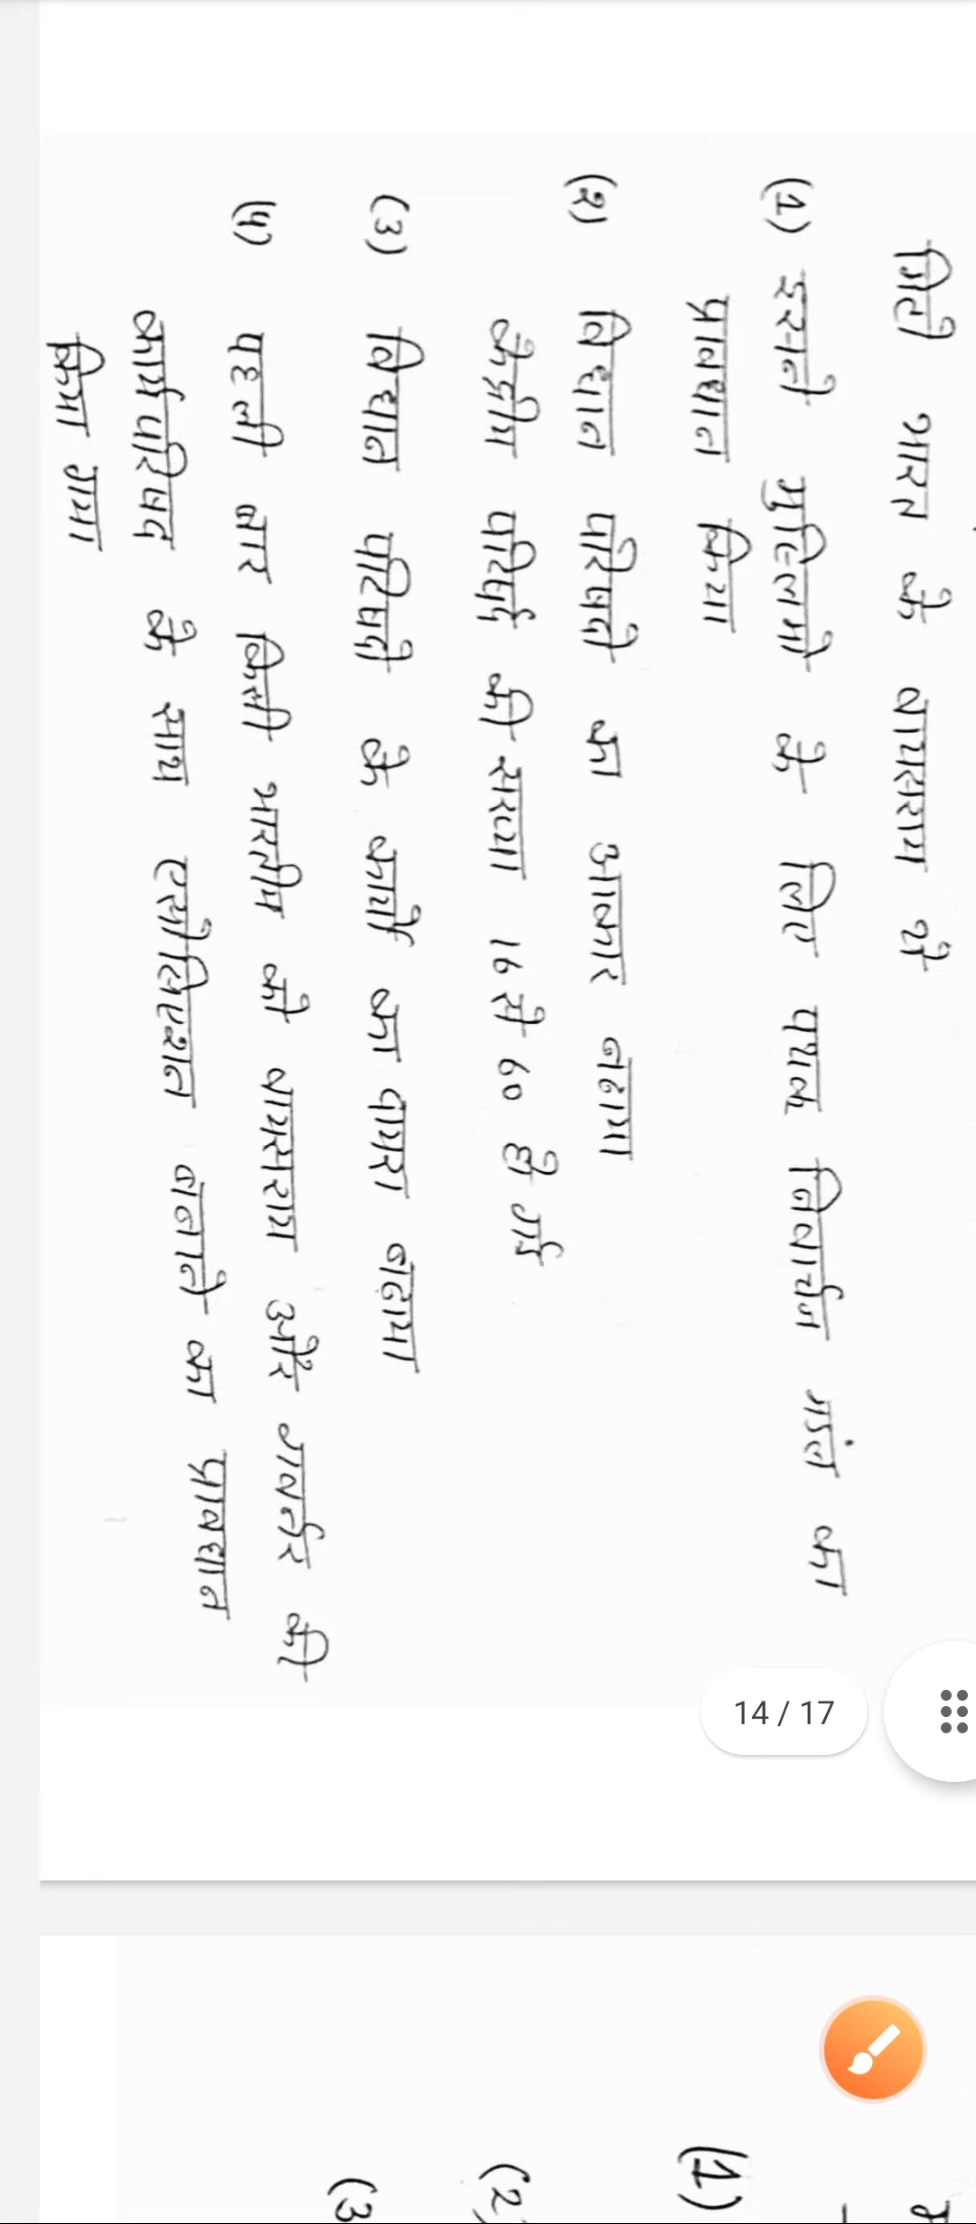 मिंटो भारत के वायसराय थे
(1) इसने मुस्लिमो के लिए पृथक निर्वाचन मंडल का
प्रावधान किया
(2) विधान परिषदो का आकार बढाया
केन्द्रीय परिषद की सख्या 16 से 60 हो गई
(3) विधान परिषदो के कार्यो का दायरा बढ़ाया
(4) पहली बार किसी भारतीय को वायसराय और गवर्नर की
कार्यपरिषद के साथ एसोसिएशन बनाने का प्रावधान
किया गया
14 / 17
(1)
(2)
(3